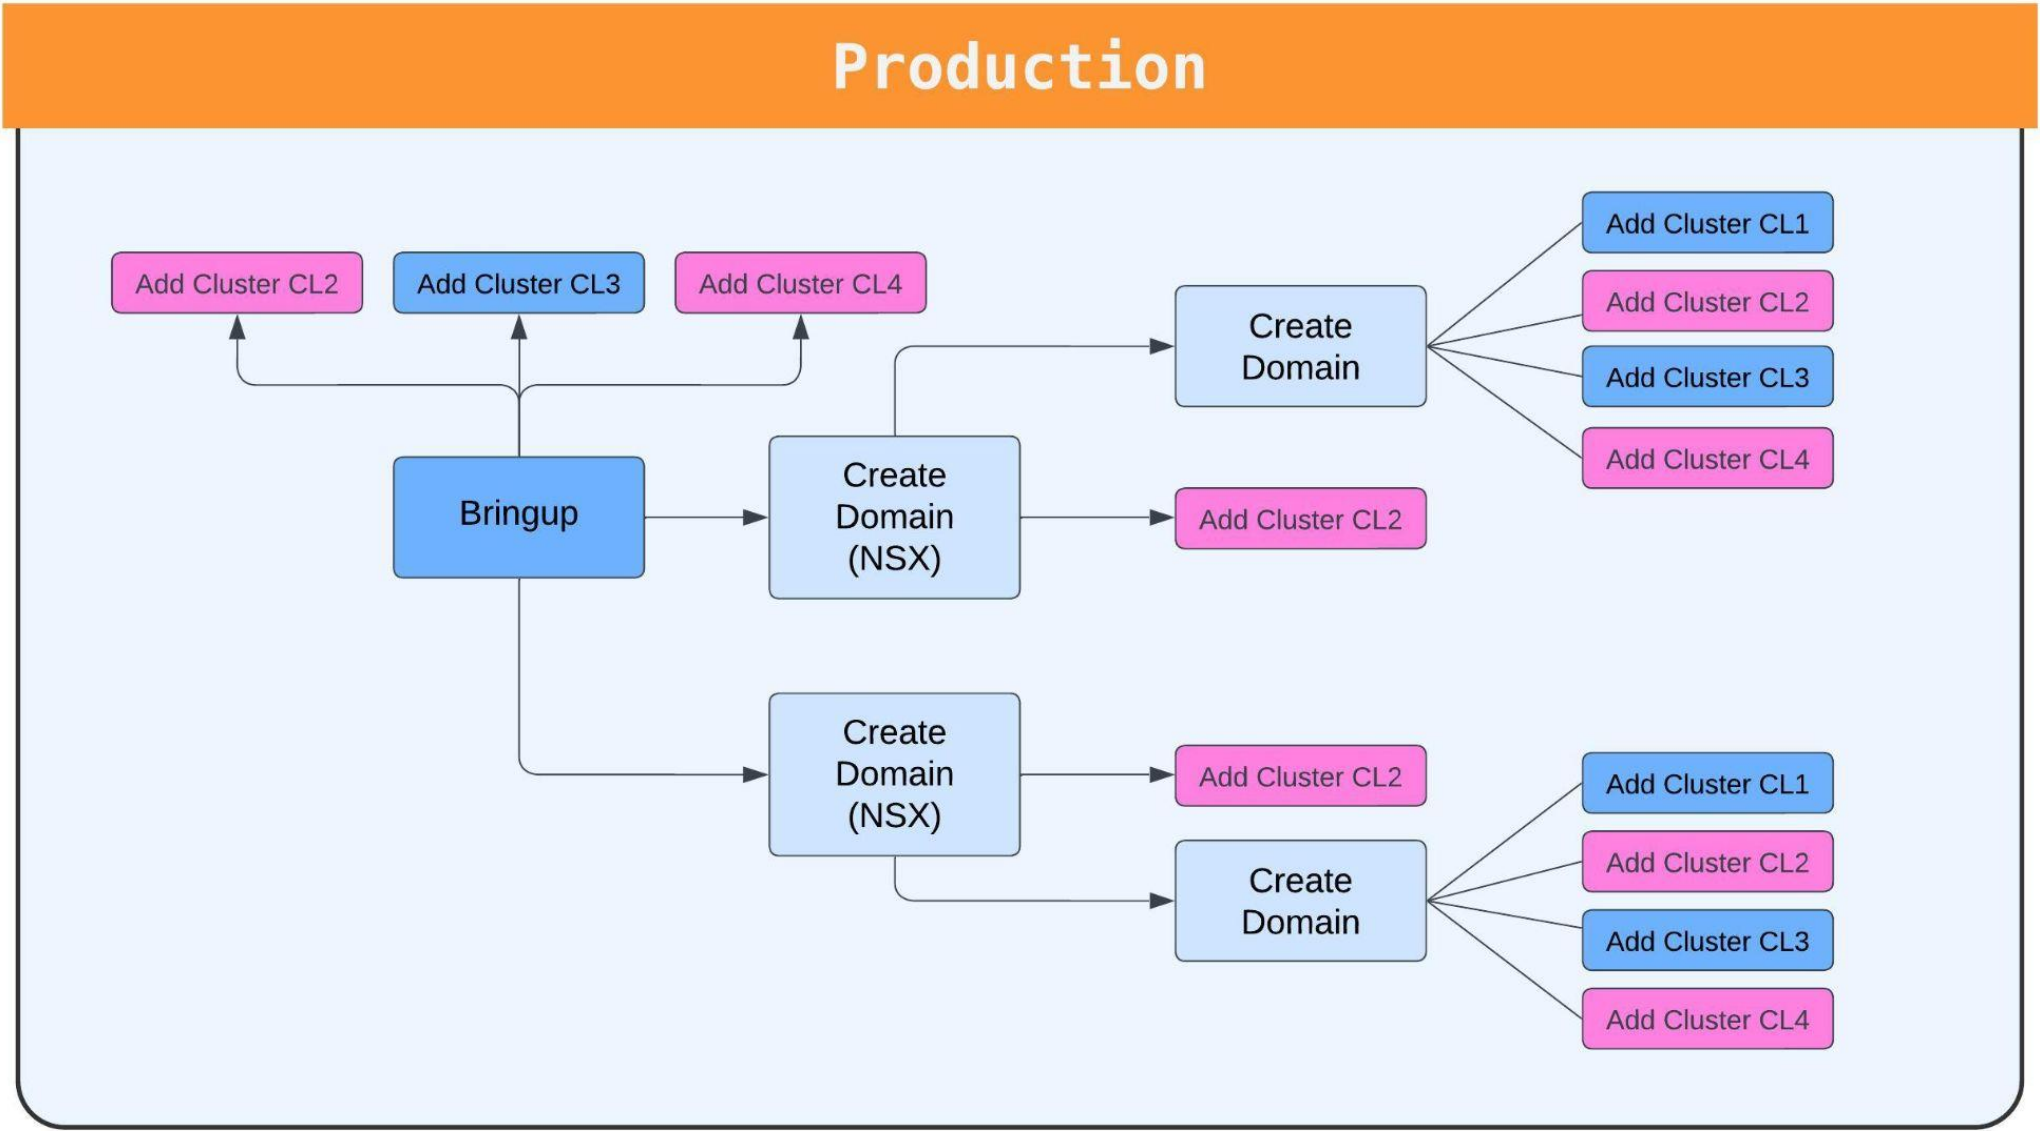 Production
Add Cluster CL2
Add Cluster CL3
Add Cluster CL4
Bringup
Create
Domain
(NSX)
Create
Domain
Add Cluster CL1
Add Cluster CL2
Add Cluster CL3
Add Cluster CL4
Add Cluster CL2
Create
Domain
(NSX)
Add Cluster CL2
Create
Domain
Add Cluster CL1
Add Cluster CL2
Add Cluster CL3
Add Cluster CL4